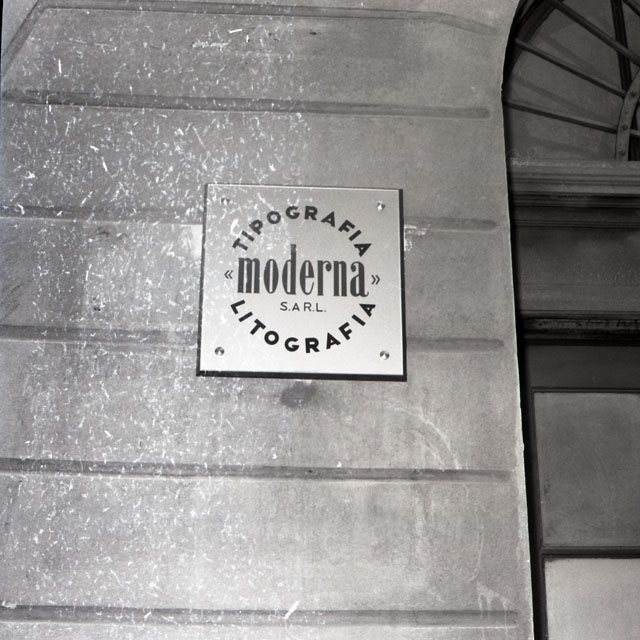 TIPOGRAFIA
«moderna»
S.A R L.
LITOGRAFIA